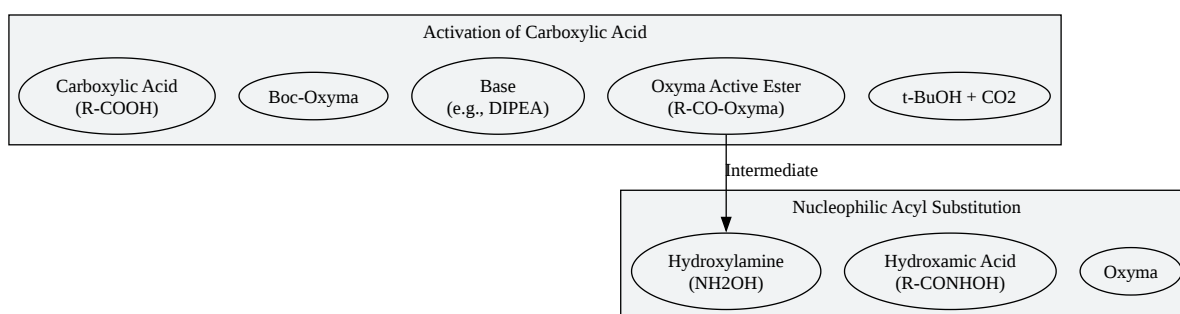 Activation of Carboxylic Acid
Carboxylic Acid
(R-COOH)
Boc-Oxyma
Base
(e.g., DIPEA)
Oxyma Active Ester
(R-CO-Oxyma)
t-BuOH + CO2
Intermediate
Nucleophilic Acyl Substitution
Hydroxylamine
(NH2OH)
Hydroxamic Acid
(R-CONHOH)
Oxyma